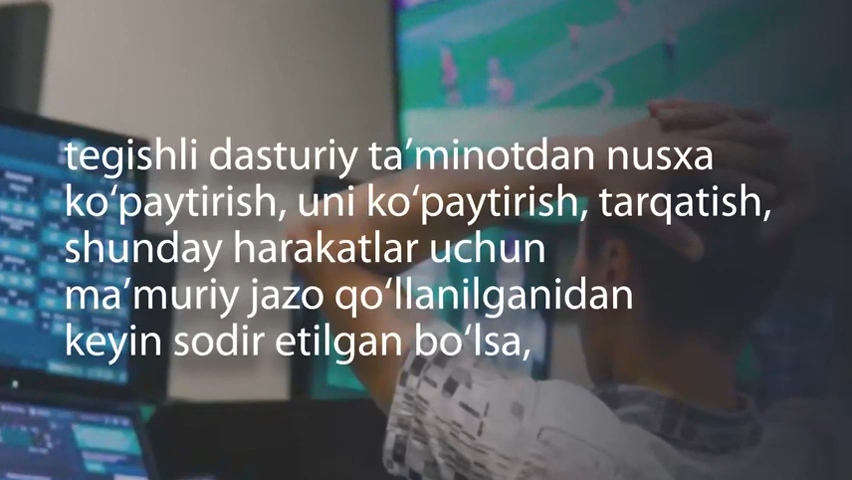 tegishli dasturiy ta’minotdan nusxa
ko‘paytirish, uni ko‘paytirish, tarqatish,
shunday harakatlar uchun
ma’muriy jazo qo‘llanilganidan
keyin sodir etilgan bo‘lsa,